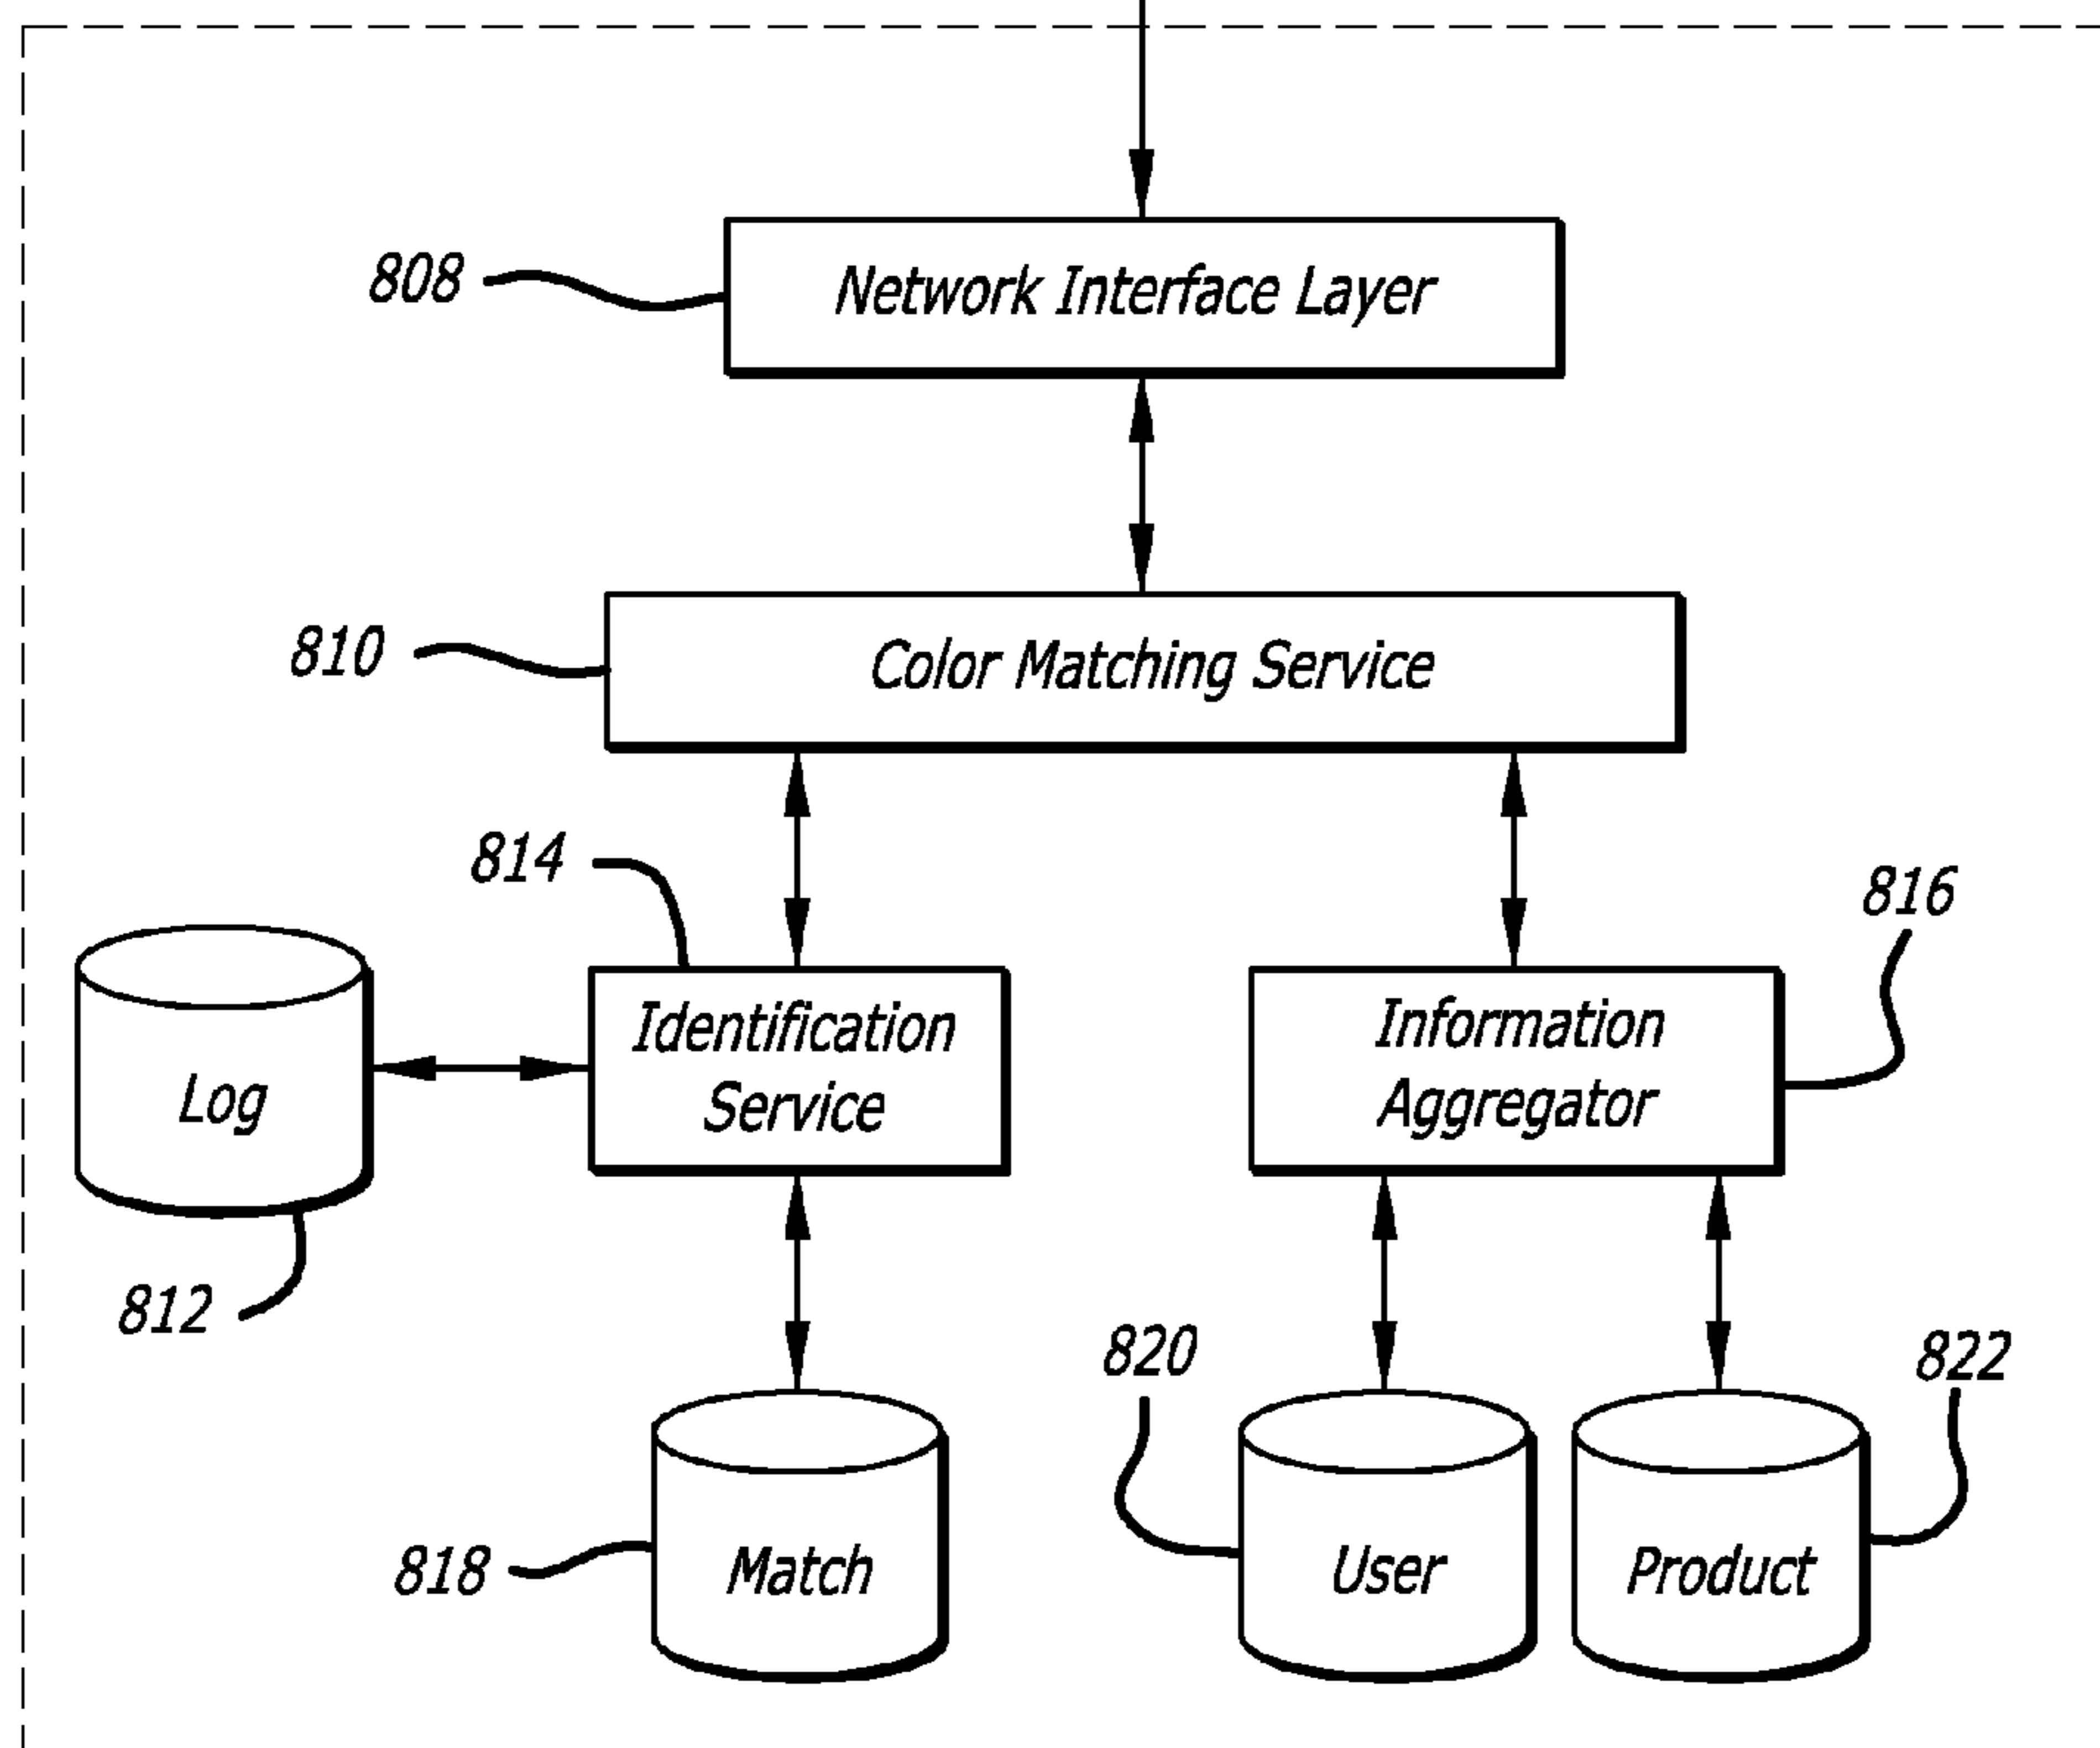 808
Network Interface Layer
810
Color Matching Service
814
816
Log
Identification
Service
Information
Aggregator
812
820
822
818
Match
User
Product